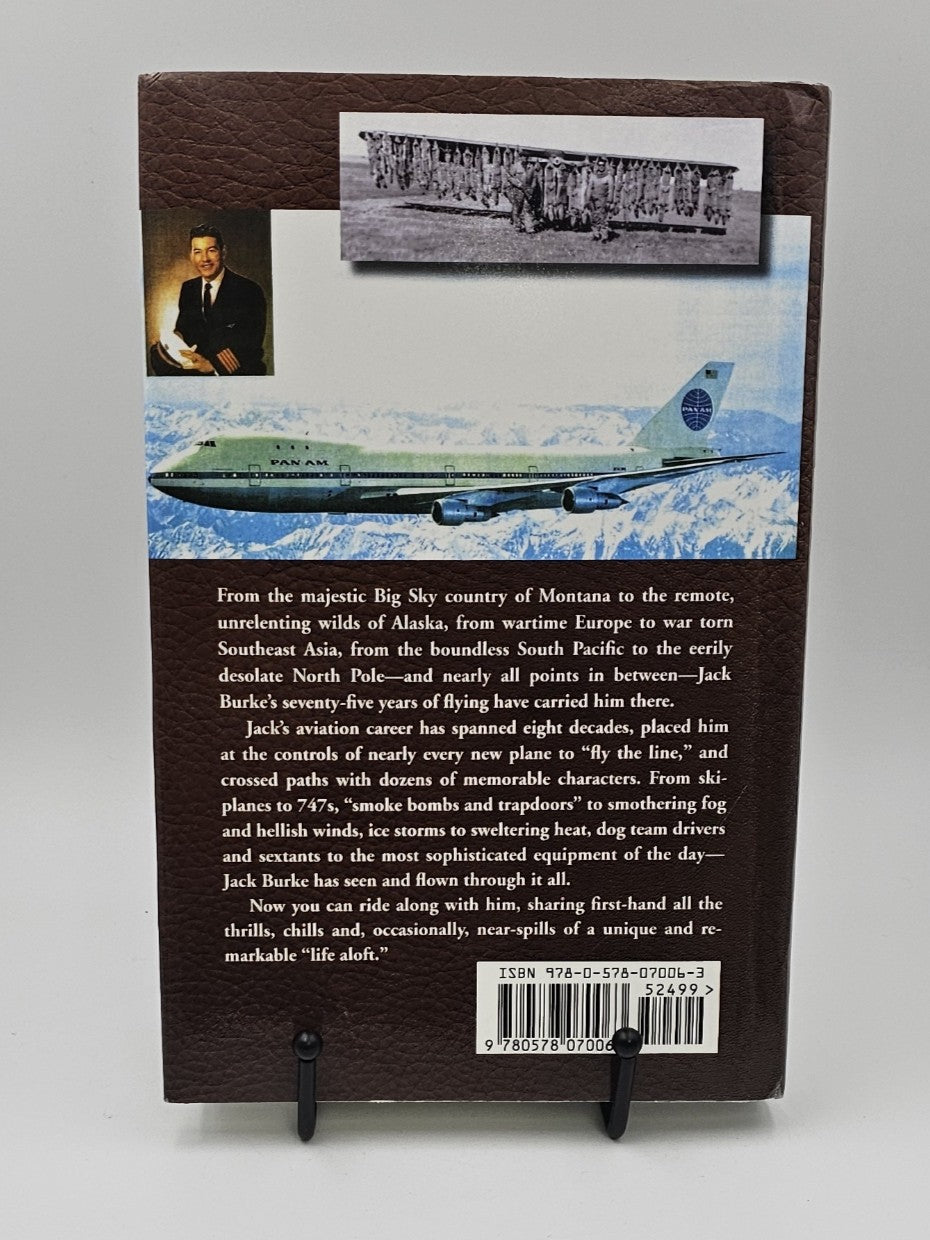 PAN AM
PAN AM
From the majestic Big Sky country of Montana to the remote,
unrelenting wilds of Alaska, from wartime Europe to war torn
Southeast Asia, from the boundless South Pacific to the eerily
desolate North Pole—and nearly all points in between—Jack
Burke's seventy-five years of flying have carried him there.
Jack's aviation career has spanned eight decades, placed him
at the controls of nearly every new plane to “fly the line,” and
crossed paths with dozens of memorable characters. From ski-
planes to 747s, “smoke bombs and trapdoors” to smothering fog
and hellish winds, ice storms to sweltering heat, dog team drivers
and sextants to the most sophisticated equipment of the day—
Jack Burke has seen and flown through it all.
Now you can ride along with him, sharing first-hand all the
thrills, chills and, occasionally, near-spills of a unique and re-
markable “life aloft.”
ISBN 978-0-578-07006-3
52499 >
9 780578 07006